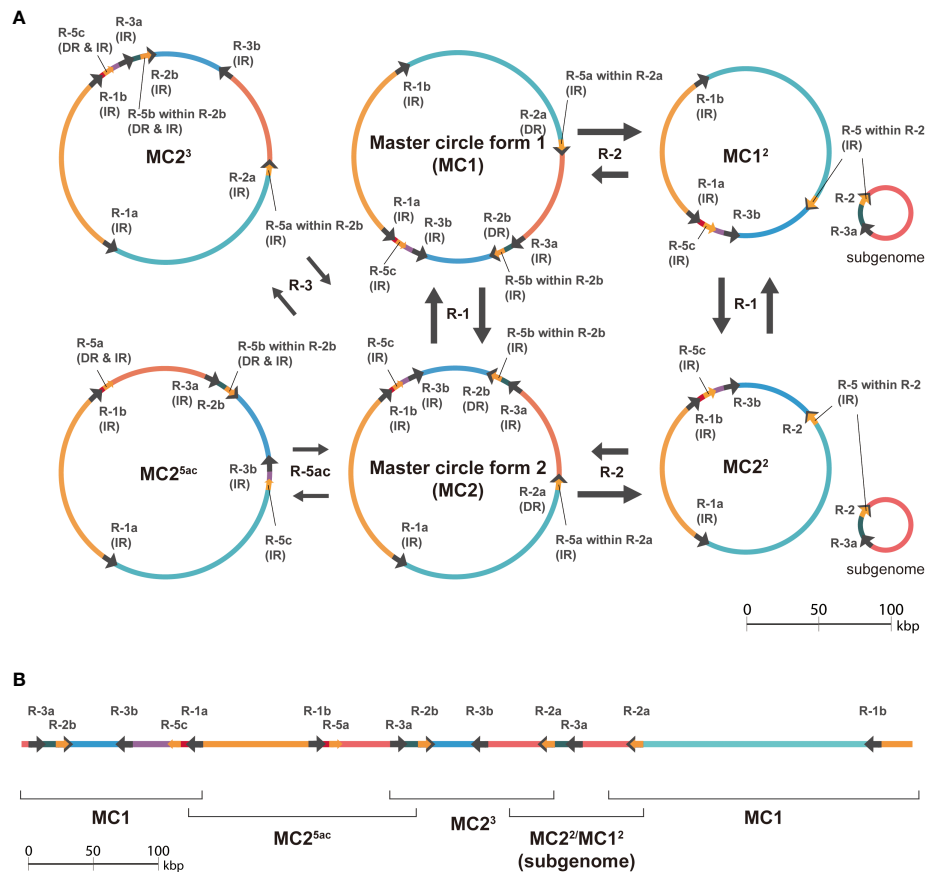 A
R-5c
(DR & IR)
R-3a
(IR)
R-3b
(IR)
R-2b
(IR)
R-1b
(IR)
R-5b within R-2b
(DR & IR)
MC2³
R-2a
(IR)
R-1a
(IR)
R-5a within R-2b
(IR)
R-1b
(IR)
R-5a within R-2a
(IR)
R-2a
(DR)
Master circle form 1
(MC1)
R-1a
(IR)
R-3b
(IR)
R-2b
(DR)
R-3a
(IR)
R-5c
(IR)
R-5b within R-2b
(IR)
R-2
R-1b
(IR)
R-5 within R-2
(IR)
MC1²
R-1a
(IR)
R-3b
R-5c
(IR)
R-2
R-3a
subgenome
R-3
R-1
R-1
R-5a
(DR & IR)
R-5b within R-2b
(DR & IR)
R-3a
(IR)
R-2b
R-1b
(IR)
MC2⁵ᵃᶜ
R-3b
(IR)
R-1a
(IR)
R-5c
(IR)
R-5ac
R-5c
(IR)
R-5b within R-2b
(IR)
R-1b
(IR)
R-3b
(IR)
R-2b
(DR)
R-3a
(IR)
Master circle form 2
(MC2)
R-2a
(DR)
R-1a
(IR)
R-5a within R-2a
(IR)
R-2
R-5c
(IR)
R-5 within R-2
(IR)
R-1b
(IR)
R-3b
R-2
MC2²
R-1a
(IR)
R-2
R-3a
subgenome
0 50 100
kbp
B
R-3a R-3b R-1a R-1b R-2b R-3b R-2a R-2a R-1b
R-2b R-5c R-5a R-3a R-3a
MC1
MC2⁵ᵃᶜ
MC2³
MC2²/MC1²
(subgenome)
MC1
0 50 100
kbp